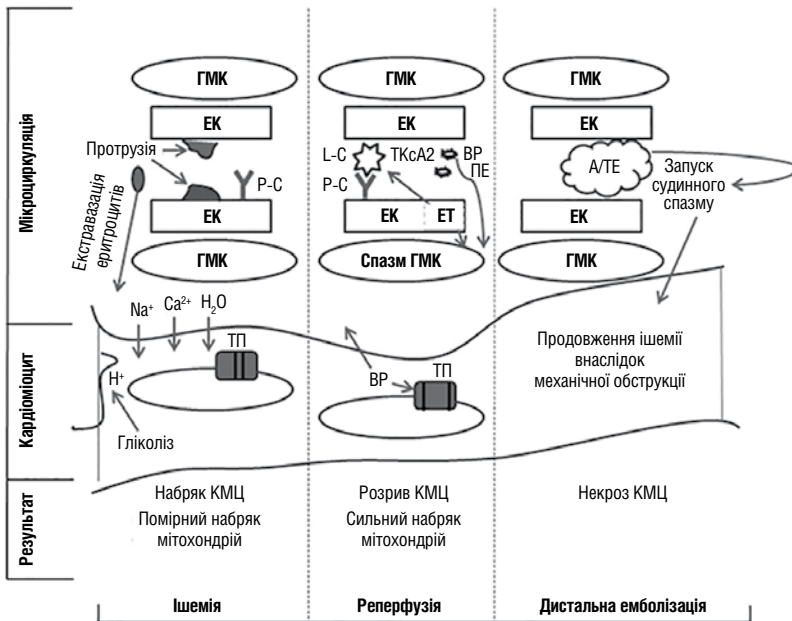 Мікроциркуляція
ГМК
ЕК
Протрузія
Р-С
Екстравазація
еритроцитів
ЕК
ГМК
ГМК
ЕК
L-C
TKcA2
ВР
ПЕ
Р-С
ЕК
ЕТ
Спазм ГМК
ГМК
ЕК
А/ТЕ
Запуск
судинного
спазму
ЕК
ГМК
Кардіоміоцит
Na⁺
Ca²⁺
H₂O
ТП
H⁺
Гліколіз
ВР
ТП
Продовження ішемії
внаслідок
механічної обструкції
Результат
Набряк КМЦ
Помірний набряк
мітохондрій
Розрив КМЦ
Сильний набряк
мітохондрій
Некроз КМЦ
Ішемія
Реперфузія
Дистальна емболізація